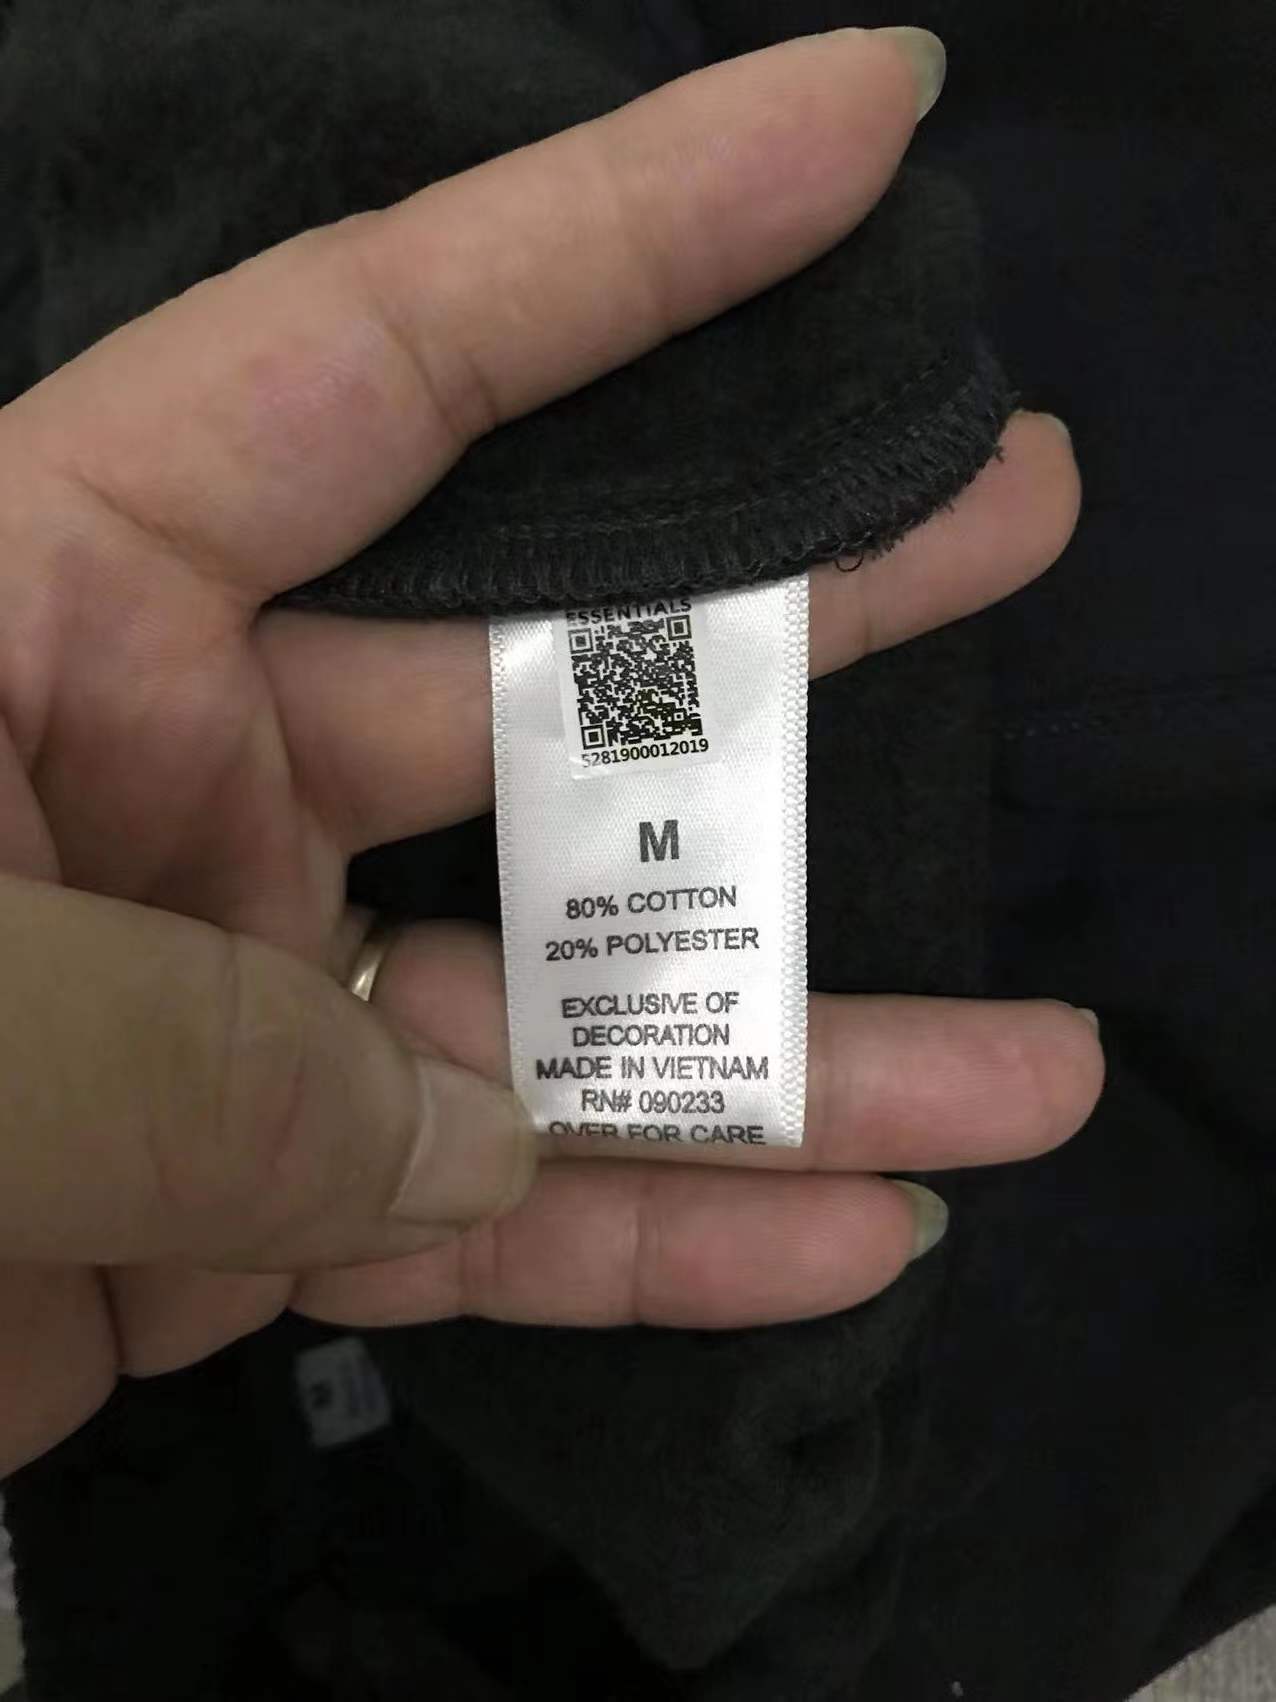 ESSENTIALS
5281900012019
M
80% COTTON
20% POLYESTER
EXCLUSIVE OF
DECORATION
MADE IN VIETNAM
RN# 090233
OVER FOR CARE